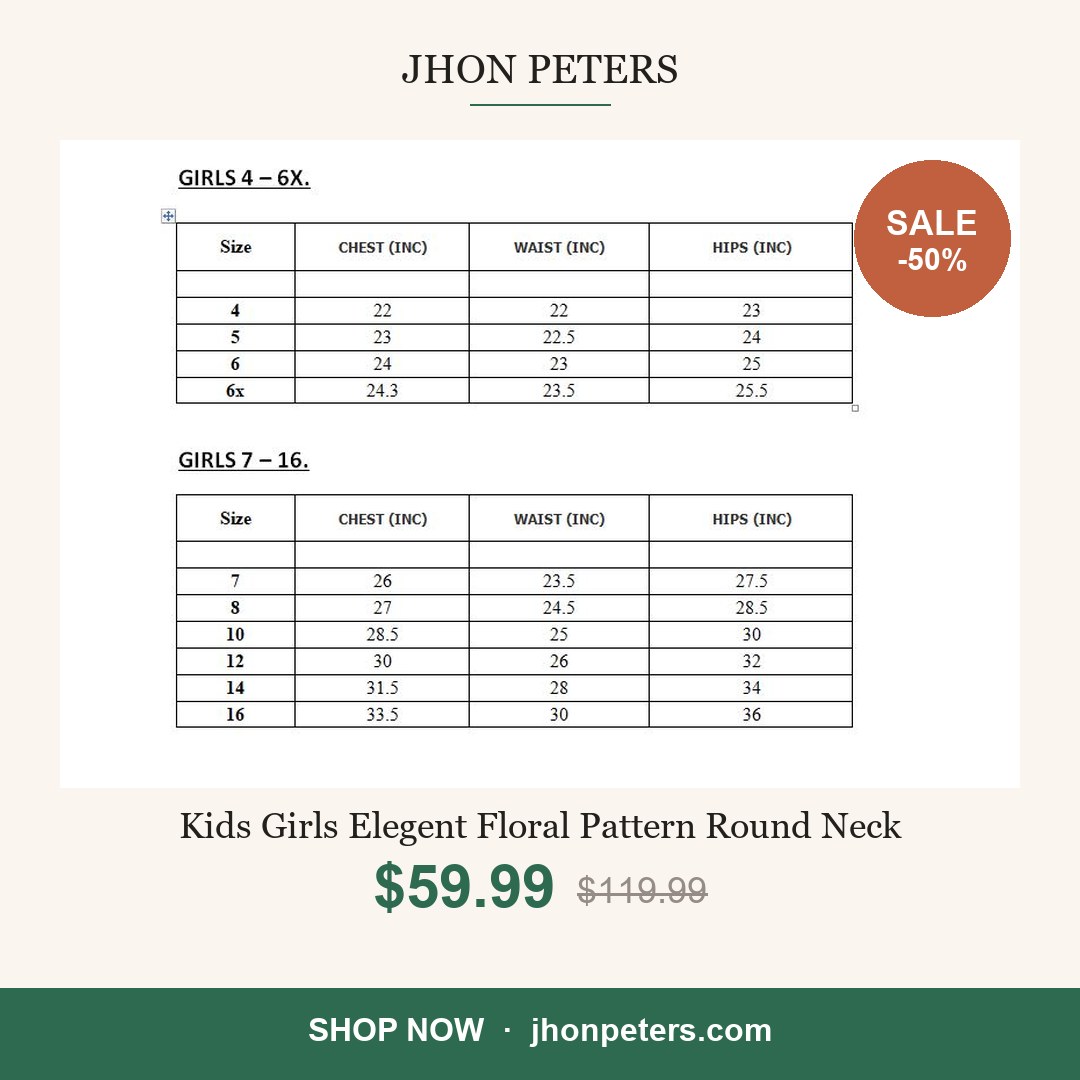 JHON PETERS
GIRLS 4 – 6X.
SALE
-50%
Size CHEST (INC) WAIST (INC) HIPS (INC)
4 22 22 23
5 23 22.5 24
6 24 23 25
6x 24.3 23.5 25.5
GIRLS 7 – 16.
Size CHEST (INC) WAIST (INC) HIPS (INC)
7 26 23.5 27.5
8 27 24.5 28.5
10 28.5 25 30
12 30 26 32
14 31.5 28 34
16 33.5 30 36
Kids Girls Elegent Floral Pattern Round Neck
$59.99 $119.99
SHOP NOW · jhonpeters.com